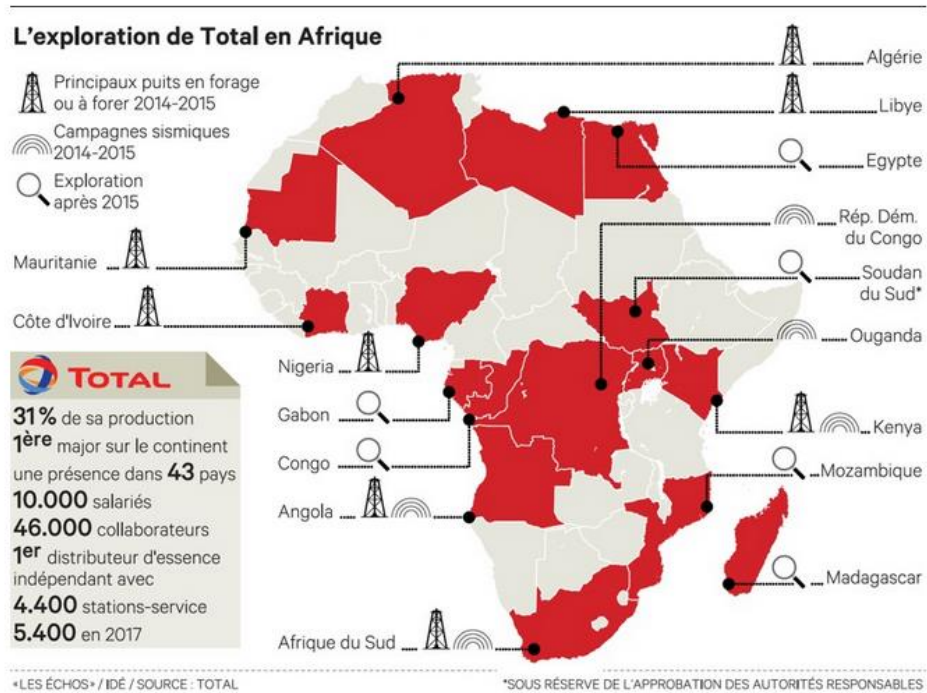 L'exploration de Total en Afrique
Principaux puits en forage
ou à forer 2014-2015
Campagnes sismiques
2014-2015
Exploration
après 2015
Mauritanie
Côte d'Ivoire
Nigeria
Gabon
Congo
Angola
Afrique du Sud
Algérie
Libye
Egypte
Rép. Dém.
du Congo
Soudan
du Sud*
Ouganda
Kenya
Mozambique
Madagascar
TOTAL
31% de sa production
1ère major sur le continent
une présence dans 43 pays
10.000 salariés
46.000 collaborateurs
1er distributeur d'essence
indépendant avec
4.400 stations-service
5.400 en 2017
«LES ÉCHOS» / IDÉ / SOURCE : TOTAL
*SOUS RÉSERVE DE L'APPROBATION DES AUTORITÉS RESPONSABLES